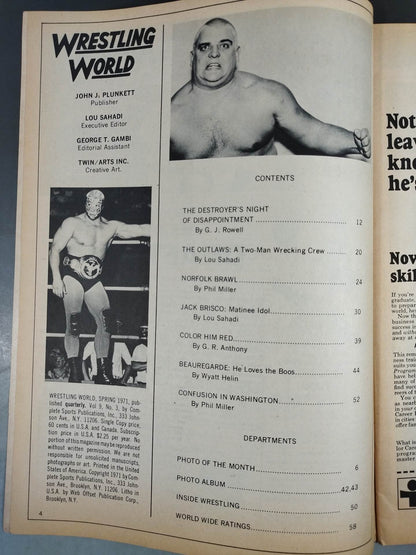 WRESTLING
WORLD
JOHN J. PLUNKETT
Publisher
LOU SAHADI
Executive Editor
GEORGE T. GAMBI
Editorial Assistant
TWIN/ARTS INC.
Creative Art.
WRESTLING WORLD, SPRING 1971, pub-
lished quarterly. Vol 9, No. 3, by Com-
plete Sports Publications, Inc., 333 John-
son Ave., N.Y. 11206. Single Copy price:
60 cents in U.S.A. and Canada. Subscrip-
tion price in U.S.A. $2.25 per year. No
portion of this magazine may be reproduced
without written permission. We are not
responsible for unsolicited manuscripts,
photographs or art. Printed in the United
States of America. Copyright 1971 by Com-
plete Sports Publications, Inc., 333 John-
son Ave., Brooklyn, N.Y. 11206. Litho in
U.S.A. by Web Offset Publication Corp.,
Brooklyn, N.Y.
4
CONTENTS
THE DESTROYER'S NIGHT
OF DISAPPOINTMENT 12
By G. J. Rowell
THE OUTLAWS: A Two-Man Wrecking Crew 20
By Lou Sahadi
NORFOLK BRAWL 24
By Phil Miller
JACK BRISCO: Matinee Idol 30
By Lou Sahadi
COLOR HIM RED 39
By G. R. Anthony
BEAUREGARDE: He Loves the Boos 44
By Wyatt Helin
CONFUSION IN WASHINGTON 52
By Phil Miller
DEPARTMENTS
PHOTO OF THE MONTH 6
PHOTO ALBUM 42,43
INSIDE WRESTLING 50
WORLD WIDE RATINGS 58
Not
leav
kno
he's
Nov
skil